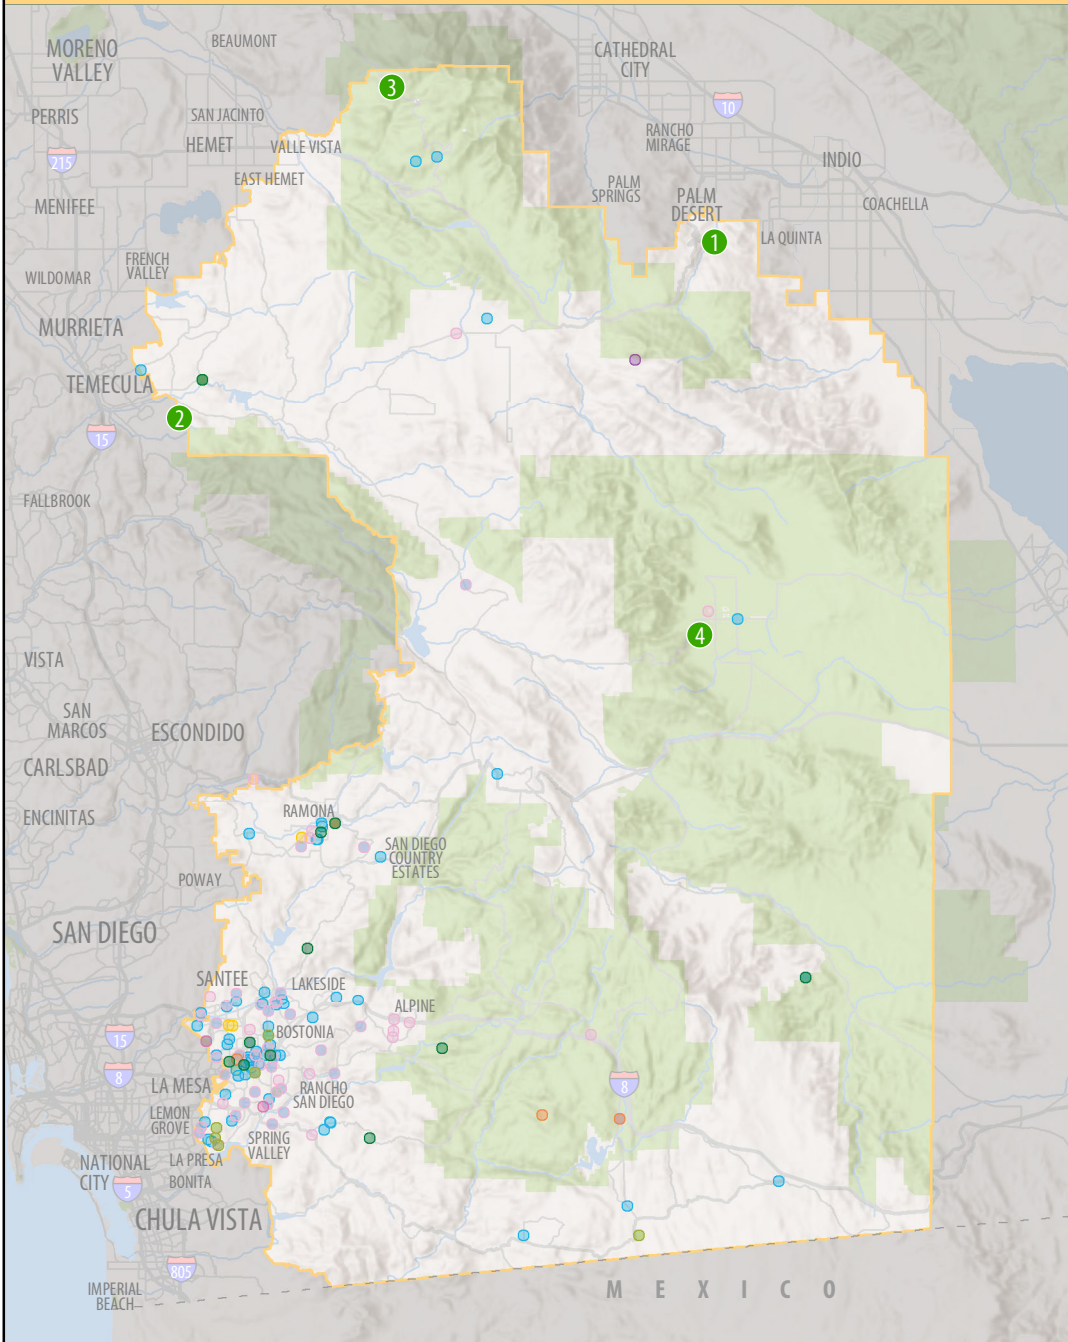 MORENO
VALLEY
BEAUMONT
CATHEDRAL
CITY
3
10
PERRIS
SAN JACINTO
HEMET
VALLE VISTA
RANCHO
MIRAGE
215
INDIO
EAST HEMET
PALM
SPRINGS
PALM
DESERT
COACHELLA
MENIFEE
1
LA QUINTA
FRENCH
VALLEY
WILDOMAR
MURRIETA
TEMECULA
2
15
FALLBROOK
4
VISTA
SAN
MARCOS
ESCONDIDO
CARLSBAD
ENCINITAS
RAMONA
SAN DIEGO
COUNTRY
ESTATES
POWAY
SAN DIEGO
SANTEE
LAKESIDE
ALPINE
15
BOSTONIA
8
LA MESA
RANCHO
SAN DIEGO
8
LEMON
GROVE
SPRING
VALLEY
NATIONAL
CITY
LA PRESA
BONITA
5
CHULA VISTA
805
IMPERIAL
BEACH
MEXICO